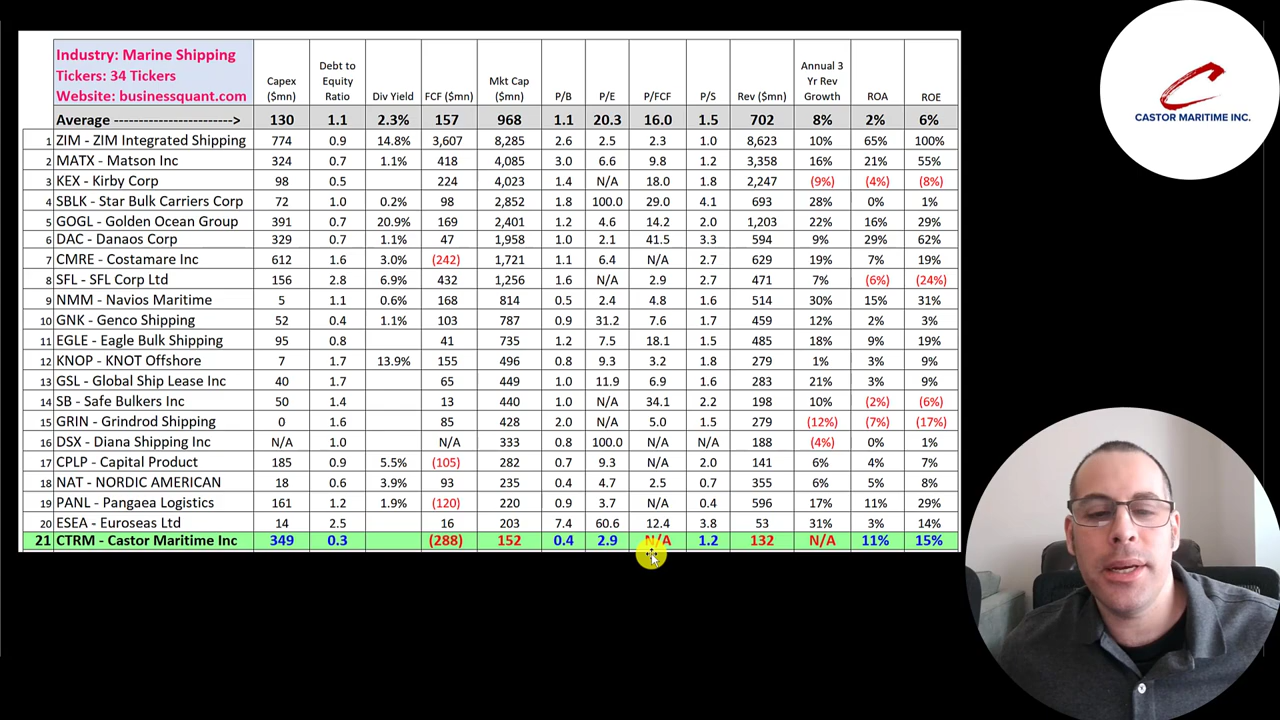 Industry: Marine Shipping
Tickers: 34 Tickers
Website: businessquant.com
Capex ($mn) Debt to Equity Ratio Div Yield FCF ($mn) Mkt Cap ($mn) P/B P/E P/FCF P/S Rev ($mn) Annual 3 Yr Rev Growth ROA ROE
Average ------------------------> 130 1.1 2.3% 157 968 1.1 20.3 16.0 1.5 702 8% 2% 6%
1 ZIM - ZIM Integrated Shipping 774 0.9 14.8% 3,607 8,285 2.6 2.5 2.3 1.0 8,623 10% 65% 100%
2 MATX - Matson Inc 324 0.7 1.1% 418 4,085 3.0 6.6 9.8 1.2 3,358 16% 21% 55%
3 KEX - Kirby Corp 98 0.5 224 4,023 1.4 N/A 18.0 1.8 2,247 (9%) (4%) (8%)
4 SBLK - Star Bulk Carriers Corp 72 1.0 0.2% 98 2,852 1.8 100.0 29.0 4.1 693 28% 0% 1%
5 GOGL - Golden Ocean Group 391 0.7 20.9% 169 2,401 1.2 4.6 14.2 2.0 1,203 22% 16% 29%
6 DAC - Danaos Corp 329 0.7 1.1% 47 1,958 1.0 2.1 41.5 3.3 594 9% 29% 62%
7 CMRE - Costamare Inc 612 1.6 3.0% (242) 1,721 1.1 6.4 N/A 2.7 629 19% 7% 19%
8 SFL - SFL Corp Ltd 156 2.8 6.9% 432 1,256 1.6 N/A 2.9 2.7 471 7% (6%) (24%)
9 NMM - Navios Maritime 5 1.1 0.6% 168 814 0.5 2.4 4.8 1.6 514 30% 15% 31%
10 GNK - Genco Shipping 52 0.4 1.1% 103 787 0.9 31.2 7.6 1.7 459 12% 2% 3%
11 EGLE - Eagle Bulk Shipping 95 0.8 41 735 1.2 7.5 18.1 1.5 485 18% 9% 19%
12 KNOP - KNOT Offshore 7 1.7 13.9% 155 496 0.8 9.3 3.2 1.8 279 1% 3% 9%
13 GSL - Global Ship Lease Inc 40 1.7 65 449 1.0 11.9 6.9 1.6 283 21% 3% 9%
14 SB - Safe Bulkers Inc 50 1.4 13 440 1.0 N/A 34.1 2.2 198 10% (2%) (6%)
15 GRIN - Grindrod Shipping 0 1.6 85 428 2.0 N/A 5.0 1.5 279 (12%) (7%) (17%)
16 DSX - Diana Shipping Inc N/A 1.0 N/A 333 0.8 100.0 N/A N/A 188 (4%) 0% 1%
17 CPLP - Capital Product 185 0.9 5.5% (105) 282 0.7 9.3 N/A 2.0 141 6% 4% 7%
18 NAT - NORDIC AMERICAN 18 0.6 3.9% 93 235 0.4 4.7 2.5 0.7 355 6% 5% 8%
19 PANL - Pangaea Logistics 161 1.2 1.9% (120) 220 0.9 3.7 N/A 0.4 596 17% 11% 29%
20 ESEA - Euroseas Ltd 14 2.5 16 203 7.4 60.6 12.4 3.8 53 31% 3% 14%
21 CTRM - Castor Maritime Inc 349 0.3 (288) 152 0.4 2.9 N/A 1.2 132 N/A 11% 15%
CASTOR MARITIME INC.